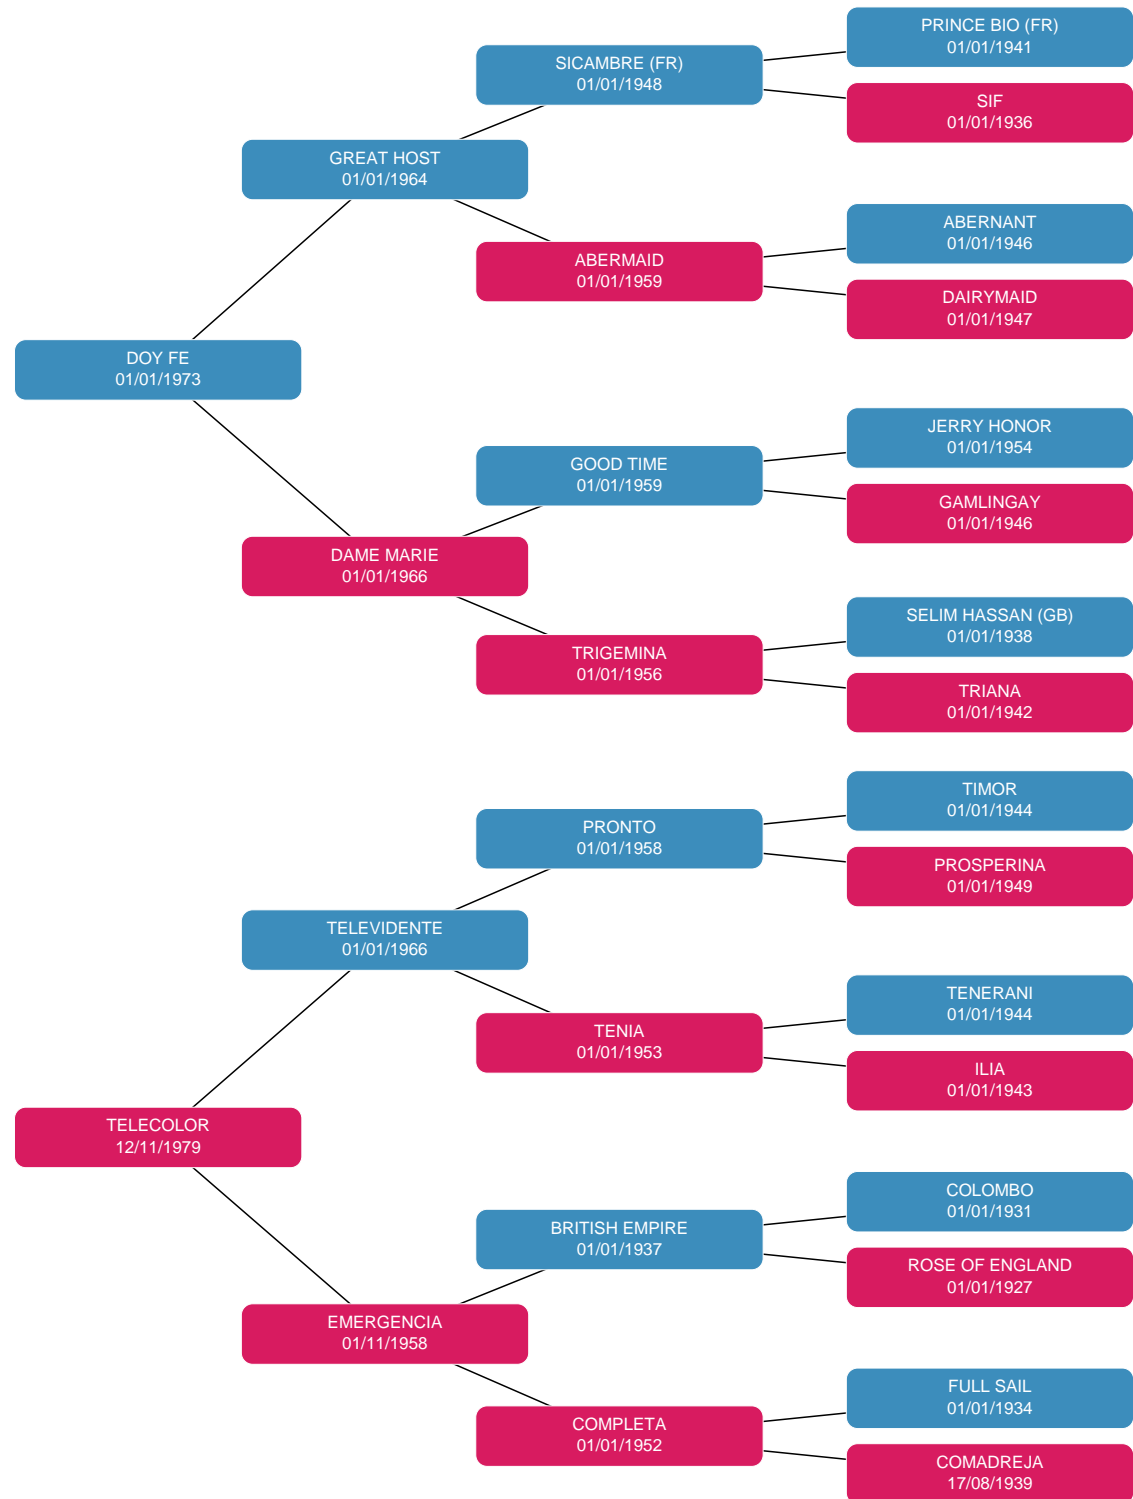 PRINCE BIO (FR)
01/01/1941
SICAMBRE (FR)
01/01/1948
SIF
01/01/1936
GREAT HOST
01/01/1964
ABERNANT
01/01/1946
ABERMAID
01/01/1959
DAIRYMAID
01/01/1947
DOY FE
01/01/1973
JERRY HONOR
01/01/1954
GOOD TIME
01/01/1959
GAMLINGAY
01/01/1946
DAME MARIE
01/01/1966
SELIM HASSAN (GB)
01/01/1938
TRIGEMINA
01/01/1956
TRIANA
01/01/1942
TIMOR
01/01/1944
PRONTO
01/01/1958
PROSPERINA
01/01/1949
TELEVIDENTE
01/01/1966
TENERANI
01/01/1944
TENIA
01/01/1953
ILIA
01/01/1943
TELECOLOR
12/11/1979
COLOMBO
01/01/1931
BRITISH EMPIRE
01/01/1937
ROSE OF ENGLAND
01/01/1927
EMERGENCIA
01/11/1958
FULL SAIL
01/01/1934
COMPLETA
01/01/1952
COMADREJA
17/08/1939